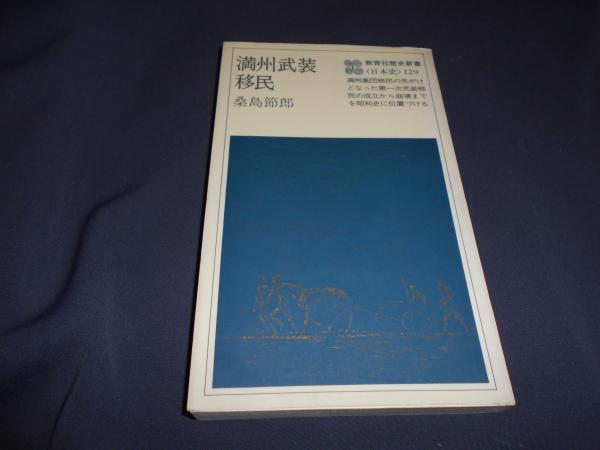 満州武装
移民
桑島節郎
教育社歴史新書
〈日本史〉129
満州集団移民の先がけ
となった第一次武装移
民の成立から崩壊まで
を昭和史に位置づける